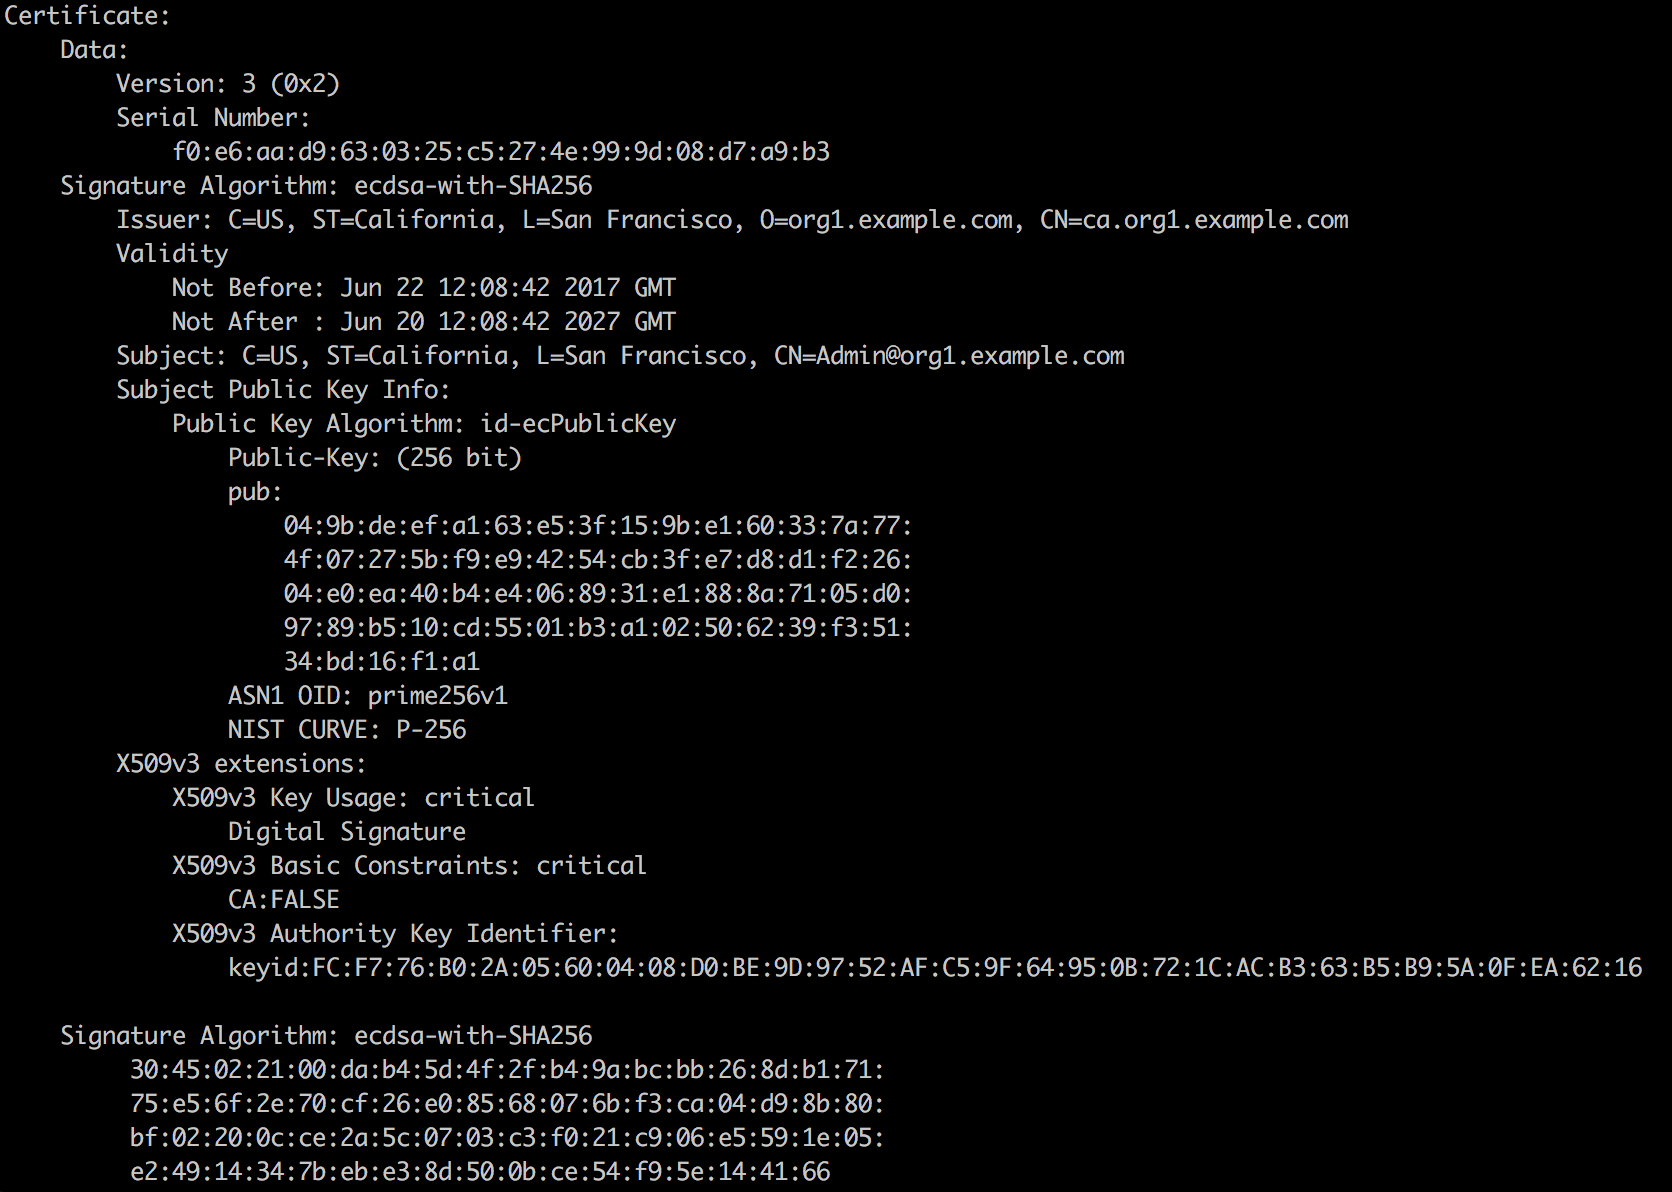 Certificate:
Data:
Version: 3 (0x2)
Serial Number:
f0:e6:aa:d9:63:03:25:c5:27:4e:99:9d:08:d7:a9:b3
Signature Algorithm: ecdsa-with-SHA256
Issuer: C=US, ST=California, L=San Francisco, O=org1.example.com, CN=ca.org1.example.com
Validity
Not Before: Jun 22 12:08:42 2017 GMT
Not After : Jun 20 12:08:42 2027 GMT
Subject: C=US, ST=California, L=San Francisco, CN=Admin@org1.example.com
Subject Public Key Info:
Public Key Algorithm: id-ecPublicKey
Public-Key: (256 bit)
pub:
04:9b:de:ef:a1:63:e5:3f:15:9b:e1:60:33:7a:77:
4f:07:27:5b:f9:e9:42:54:cb:3f:e7:d8:d1:f2:26:
04:e0:ea:40:b4:e4:06:89:31:e1:88:8a:71:05:d0:
97:89:b5:10:cd:55:01:b3:a1:02:50:62:39:f3:51:
34:bd:16:f1:a1
ASN1 OID: prime256v1
NIST CURVE: P-256
X509v3 extensions:
X509v3 Key Usage: critical
Digital Signature
X509v3 Basic Constraints: critical
CA:FALSE
X509v3 Authority Key Identifier:
keyid:FC:F7:76:B0:2A:05:60:04:08:D0:BE:9D:97:52:AF:C5:9F:64:95:0B:72:1C:AC:B3:63:B5:B9:5A:0F:EA:62:16
Signature Algorithm: ecdsa-with-SHA256
30:45:02:21:00:da:b4:5d:4f:2f:b4:9a:bc:bb:26:8d:b1:71:
75:e5:6f:2e:70:cf:26:e0:85:68:07:6b:f3:ca:04:d9:8b:80:
bf:02:20:0c:ce:2a:5c:07:03:c3:f0:21:c9:06:e5:59:1e:05:
e2:49:14:34:7b:eb:e3:8d:50:0b:ce:54:f9:5e:14:41:66